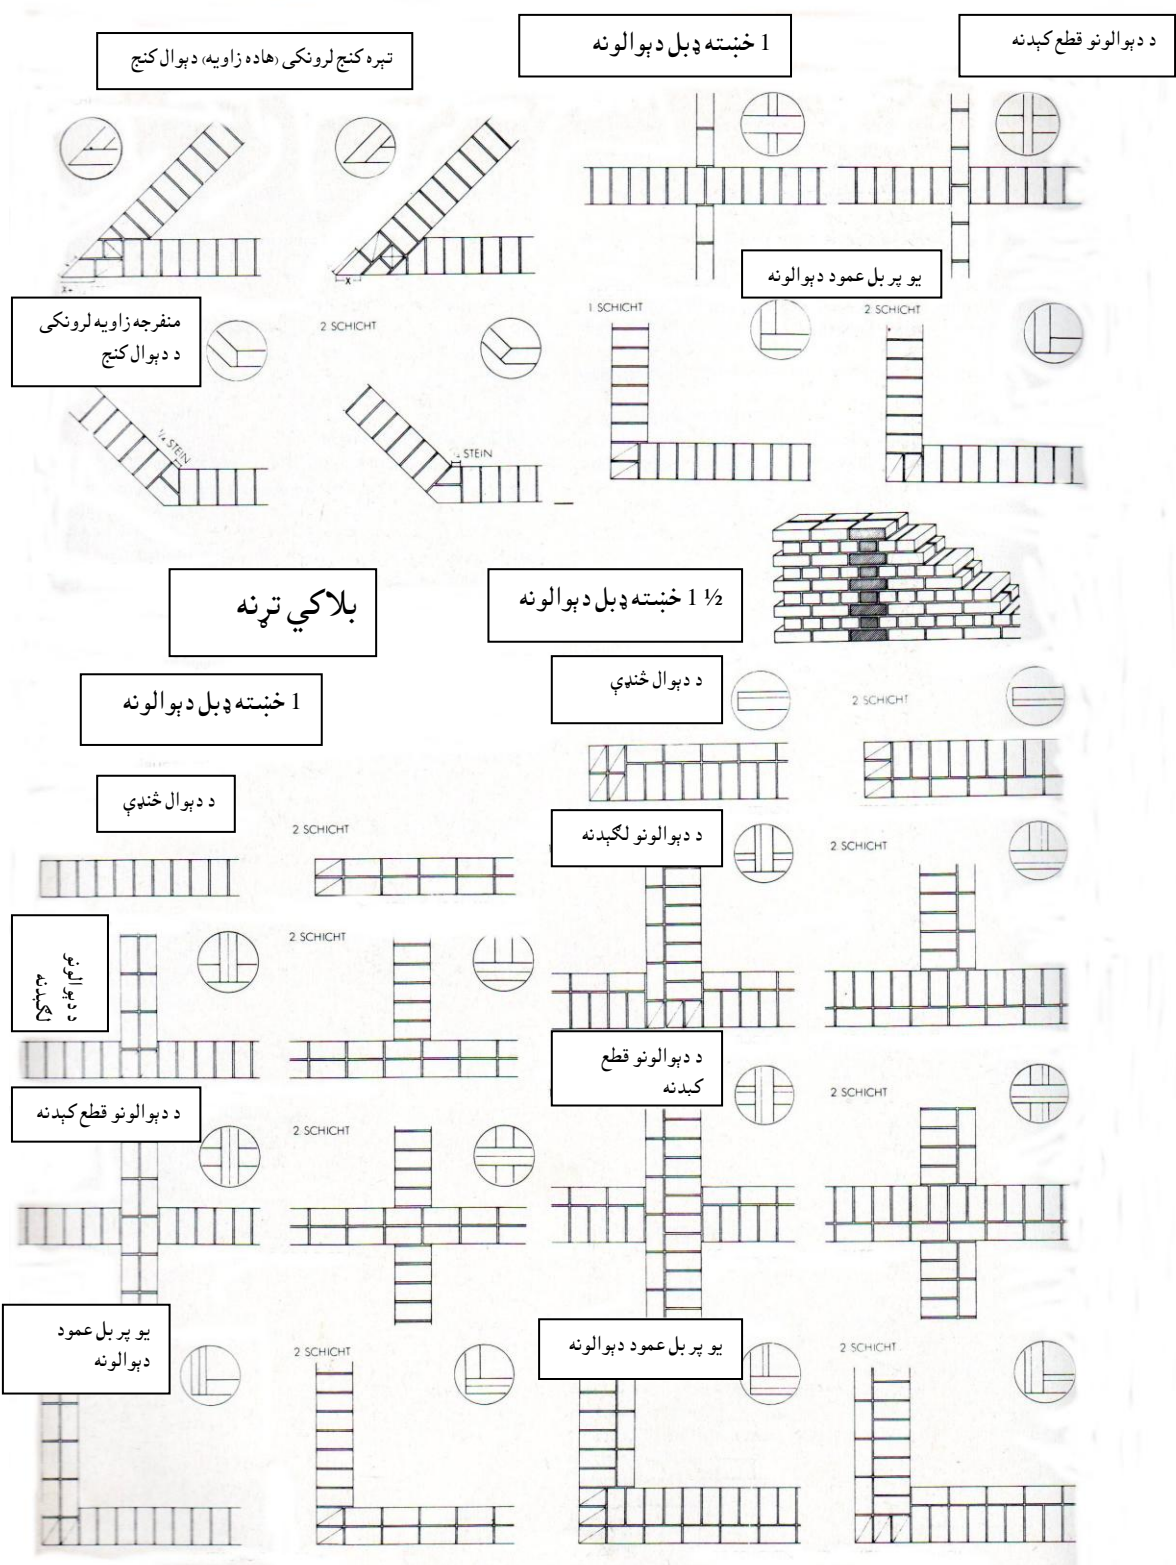 د دېوالونو قطع کېدنه
1 خښته ډبل دېوالونه
تېره کنج لرونکی (هاده زاویه) دېوال کنج
X+
X
یو پر بل عمود دېوالونه
1 SCHICHT
2 SCHICHT
منفرجه زاویه لرونکی
د دېوال کنج
2 SCHICHT
¼ STEIN
STEIN
1 ½ خښته ډبل دېوالونه
بلاکي تړنه
د دېوال څنډې
2 SCHICHT
1 خښته ډبل دېوالونه
د دېوال څنډې
2 SCHICHT
د دېوالونو لګېدنه
2 SCHICHT
د دېوالونو
لګېدنه
2 SCHICHT
د دېوالونو قطع
کېدنه
2 SCHICHT
د دېوالونو قطع کېدنه
2 SCHICHT
یو پر بل عمود
دېوالونه
2 SCHICHT
یو پر بل عمود دېوالونه
2 SCHICHT